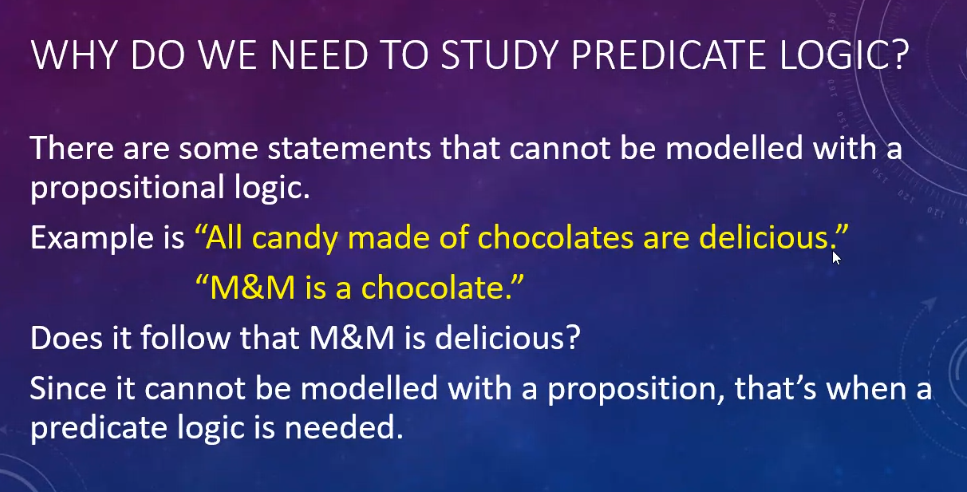 WHY DO WE NEED TO STUDY PREDICATE LOGIC?
There are some statements that cannot be modelled with a
propositional logic.
Example is “All candy made of chocolates are delicious.”
“M&M is a chocolate.”
Does it follow that M&M is delicious?
Since it cannot be modelled with a proposition, that’s when a
predicate logic is needed.